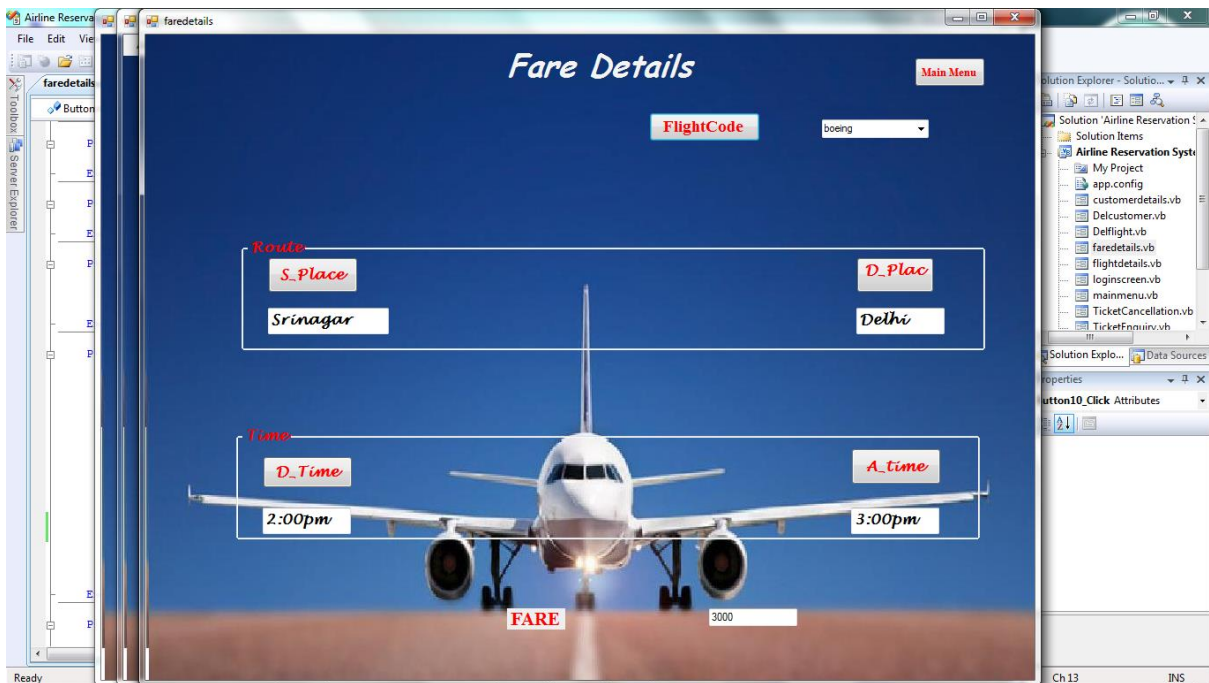 Airline Reserva
faredetails
File Edit Vie
Fare Details
Main Menu
FlightCode
boeing
Route
S_Place
D_Plac
Srinagar
Delhi
Time
D_Time
A_time
2:00pm
3:00pm
FARE
3000
Toolbox
Server Explorer
faredetails
Button
P
E
P
E
P
E
P
E
P
olution Explorer - Solutio...
Solution 'Airline Reservation S
Solution Items
Airline Reservation Syste
My Project
app.config
customerdetails.vb
Delcustomer.vb
Delflight.vb
faredetails.vb
flightdetails.vb
loginscreen.vb
mainmenu.vb
TicketCancellation.vb
TicketEnquiry.vb
Solution Explo...
Data Sources
roperties
utton10_Click Attributes
Ready
Ch 13
INS